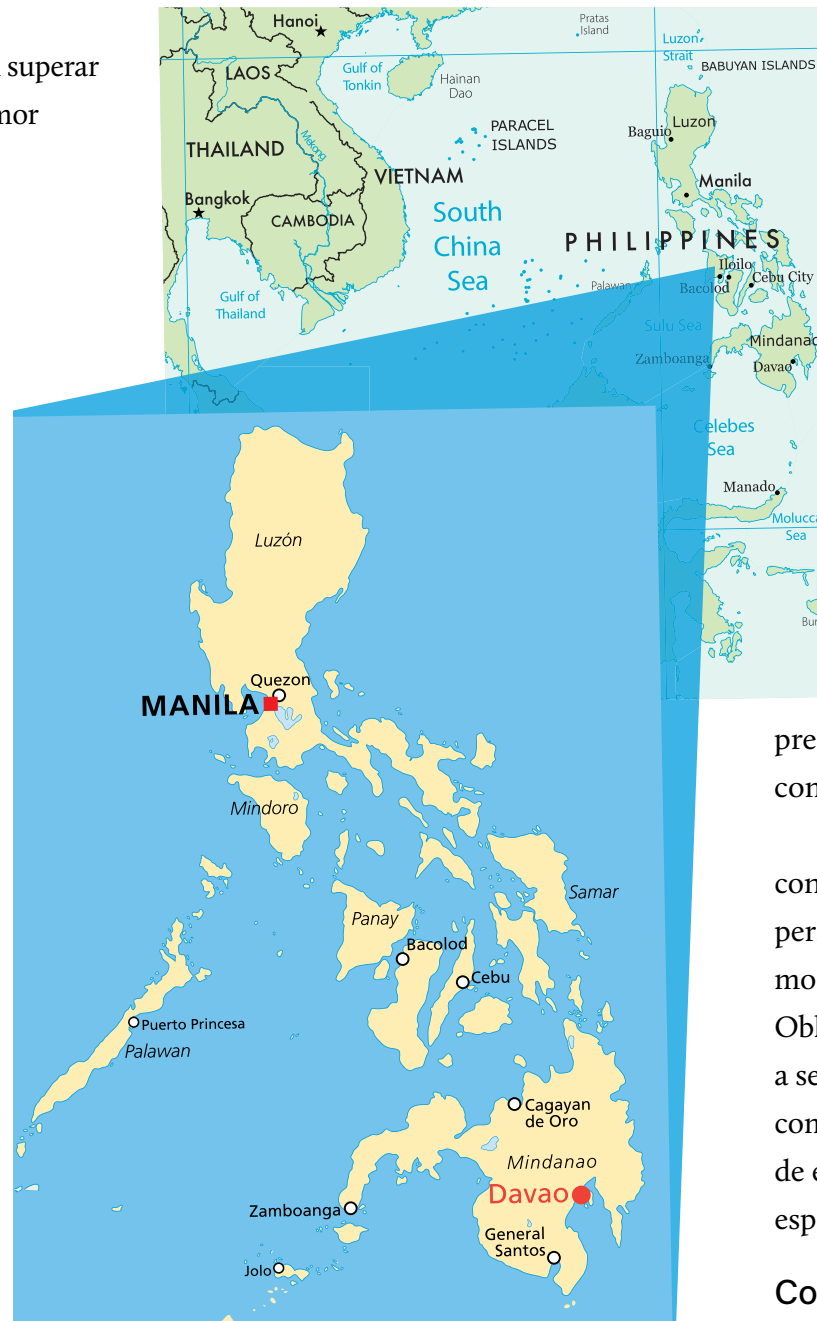 superar
mor
Hanoi
Pratas
Island
Luzon
Strait
LAOS
Gulf of
Tonkin
Hainan
Dao
BABUYAN ISLANDS
PARACEL
ISLANDS
Baguio
Luzon
THAILAND
Mekong
VIETNAM
Manila
Bangkok
CAMBODIA
South
China
Sea
PHILIPPINES
Iloilo
Cebu City
Bacolod
Palawan
Gulf of
Thailand
Sulu Sea
Mindanao
Zamboanga
Davao
Celebes
Sea
Manado
Molucca
Sea
Bur
Luzón
Quezon
MANILA
Mindoro
Samar
Panay
Bacolod
Cebu
Puerto Princesa
Palawan
Cagayan
de Oro
Mindanao
Davao
Zamboanga
General
Santos
Jolo
pre
con
con
per
mo
Obl
a se
con
de e
esp
Co